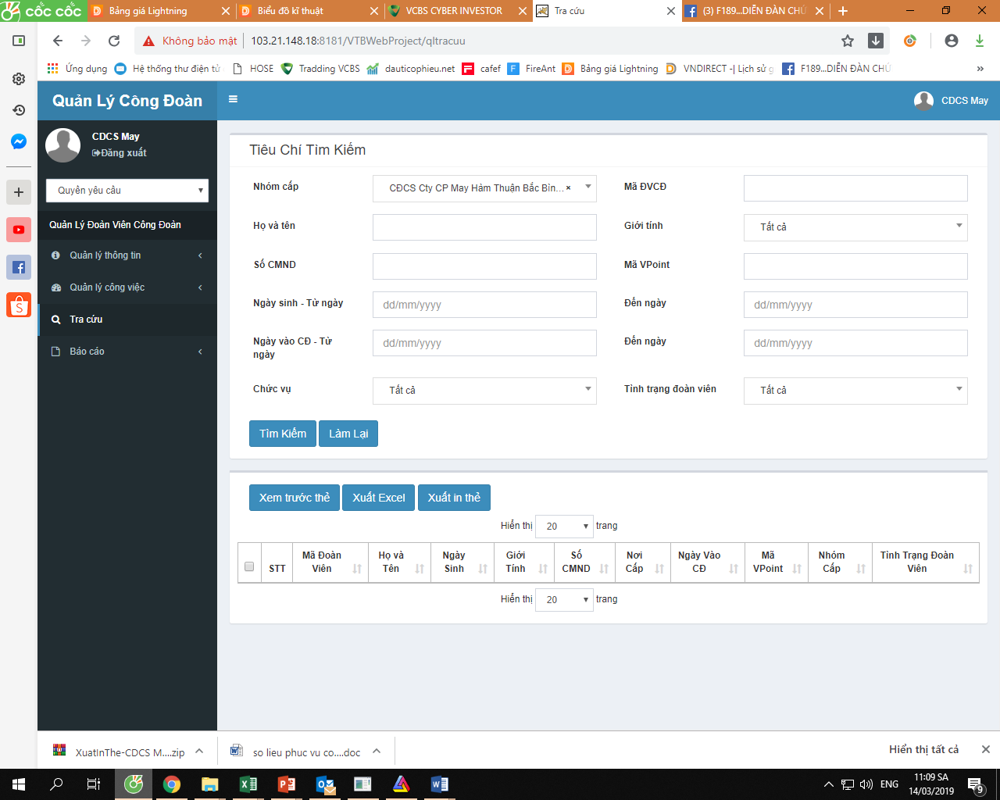 cốc cốc
Bảng giá Lightning
Biểu đồ kĩ thuật
VCBS CYBER INVESTOR
Tra cứu
(3) F189...DIỄN ĐÀN CHỨ
Không bảo mật
103.21.148.18:8181/VTBWebProject/qltracuu
Ứng dụng
Hệ thống thư điện tử
HOSE
Tradding VCBS
dauticophieu.net
cafef
FireAnt
Bảng giá Lightning
VNDIRECT -| Lịch sử g
F189...DIỄN ĐÀN CHỨ
»
Quản Lý Công Đoàn
CDCS May
CDCS May
Đăng xuất
Quyền yêu cầu
Quản Lý Đoàn Viên Công Đoàn
Quản lý thông tin
Quản lý công việc
Tra cứu
Báo cáo
Tiêu Chí Tìm Kiếm
Nhóm cấp
CĐCS Cty CP May Hàm Thuận Bắc Bìn... ×
Mã ĐVCĐ
Họ và tên
Giới tính
Tất cả
Số CMND
Mã VPoint
Ngày sinh - Từ ngày
dd/mm/yyyy
Đến ngày
dd/mm/yyyy
Ngày vào CĐ - Từ ngày
dd/mm/yyyy
Đến ngày
dd/mm/yyyy
Chức vụ
Tất cả
Tình trạng đoàn viên
Tất cả
Tìm Kiếm
Làm Lại
Xem trước thẻ
Xuất Excel
Xuất in thẻ
Hiển thị 20 trang
STT
Mã Đoàn Viên
Họ và Tên
Ngày Sinh
Giới Tính
Số CMND
Nơi Cấp
Ngày Vào CĐ
Mã VPoint
Nhóm Cấp
Tình Trạng Đoàn Viên
Hiển thị 20 trang
XuatInThe-CDCS M....zip
so lieu phuc vu co....doc
Hiển thị tất cả
ENG
11:09 SA
14/03/2019
9